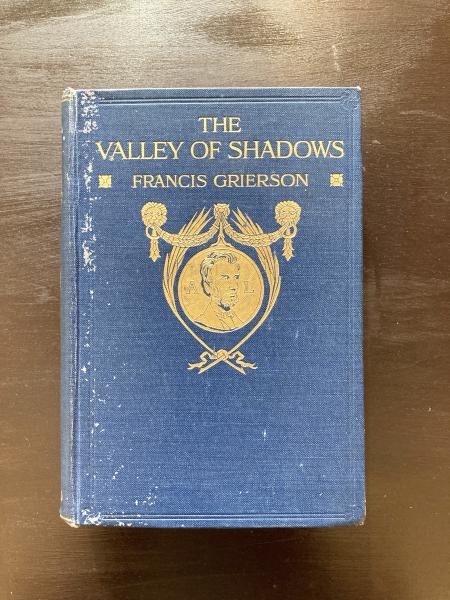 THE
VALLEY OF SHADOWS
FRANCIS GRIERSON
A L